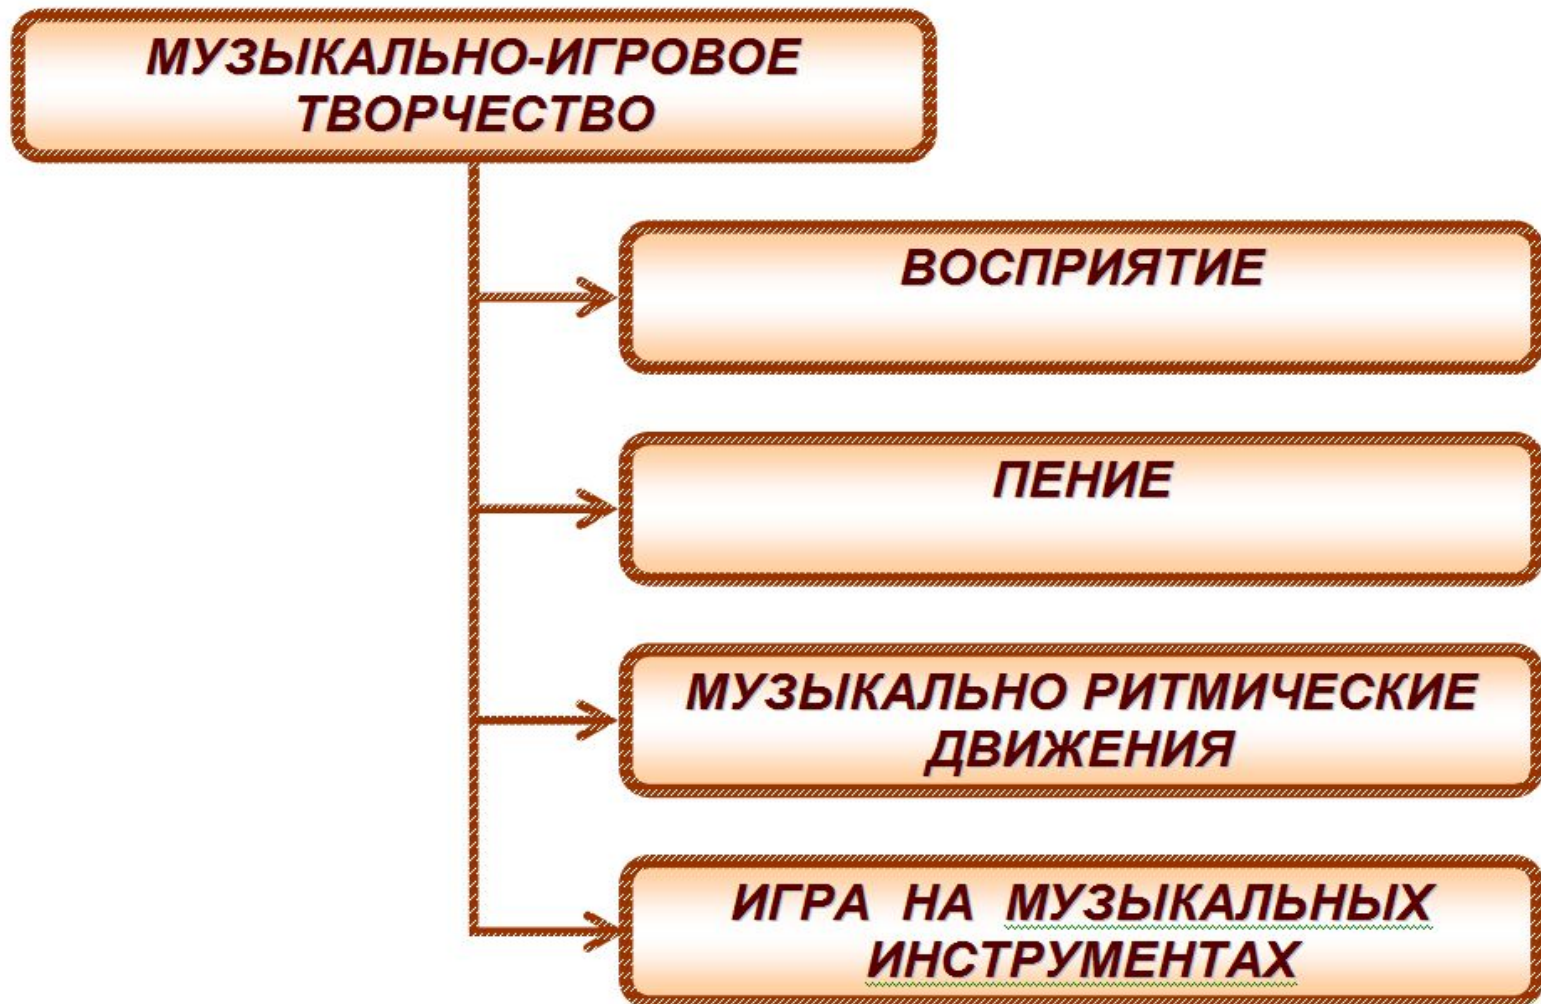 МУЗЫКАЛЬНО-ИГРОВОЕ
ТВОРЧЕСТВО
ВОСПРИЯТИЕ
ПЕНИЕ
МУЗЫКАЛЬНО РИТМИЧЕСКИЕ
ДВИЖЕНИЯ
ИГРА НА МУЗЫКАЛЬНЫХ
ИНСТРУМЕНТАХ